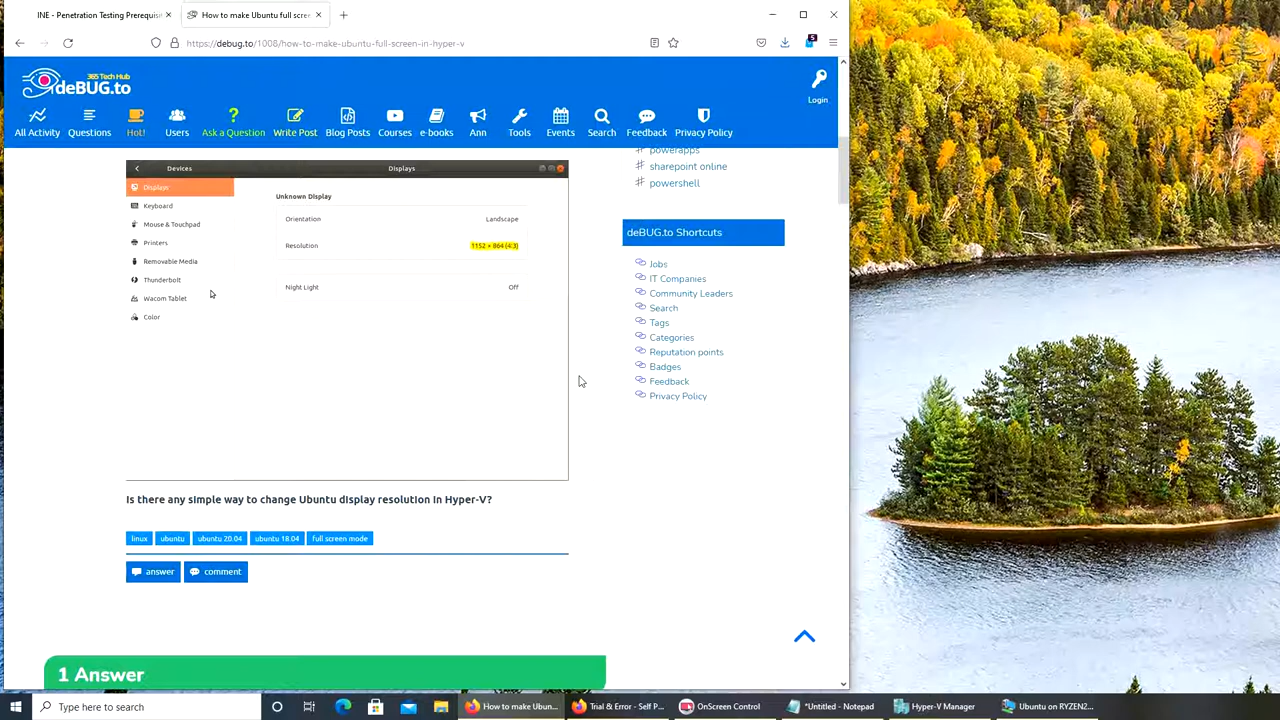 INE - Penetration Testing Prerequisit
How to make Ubuntu full scree
https://debug.to/1008/how-to-make-ubuntu-full-screen-in-hyper-v
5
365 Tech Hub
deBUG.to
Login
All Activity
Questions
Hot!
Users
Ask a Question
Write Post
Blog Posts
Courses
e-books
Ann
Tools
Events
Search
Feedback
Privacy Policy
Devices
Displays
Displays
Keyboard
Mouse & Touchpad
Printers
Removable Media
Thunderbolt
Wacom Tablet
Color
Unknown Display
Orientation
Landscape
Resolution
1152 × 864 (4:3)
Night Light
Off
powerapps
sharepoint online
powershell
deBUG.to Shortcuts
Jobs
IT Companies
Community Leaders
Search
Tags
Categories
Reputation points
Badges
Feedback
Privacy Policy
Is there any simple way to change Ubuntu display resolution in Hyper-V?
linux
ubuntu
ubuntu 20.04
ubuntu 18.04
full screen mode
answer
comment
1 Answer
Type here to search
How to make Ubun...
Trial & Error - Self P...
OnScreen Control
*Untitled - Notepad
Hyper-V Manager
Ubuntu on RYZEN2...